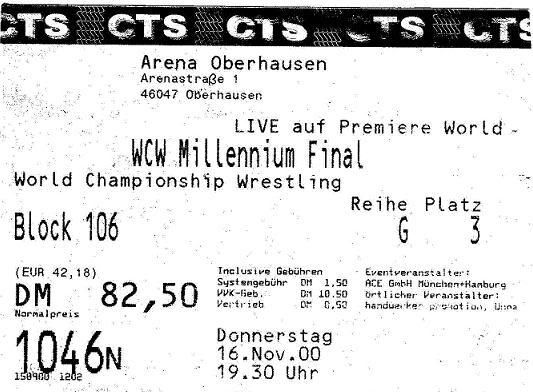 CTS CTS CTS CTS CTS
Arena Oberhausen
Arenastraße 1
46047 Oberhausen
LIVE auf Premiere World -
WCW Millennium Final
World Championship Wrestling
Reihe Platz
Block 106 G 3
(EUR 42,18)
DM 82,50
Normalpreis
Inclusive Gebühren
Systemgebühr DM 1,50
VVK-Geb. DM 10.50
Vertrieb DM 0,50
Eventveranstalter:
ACE GmbH München+Hamburg
örtlicher Veranstalter:
handwerker promotion, Unna
1046N
150900 1202
Donnerstag
16.Nov.00
19.30 Uhr